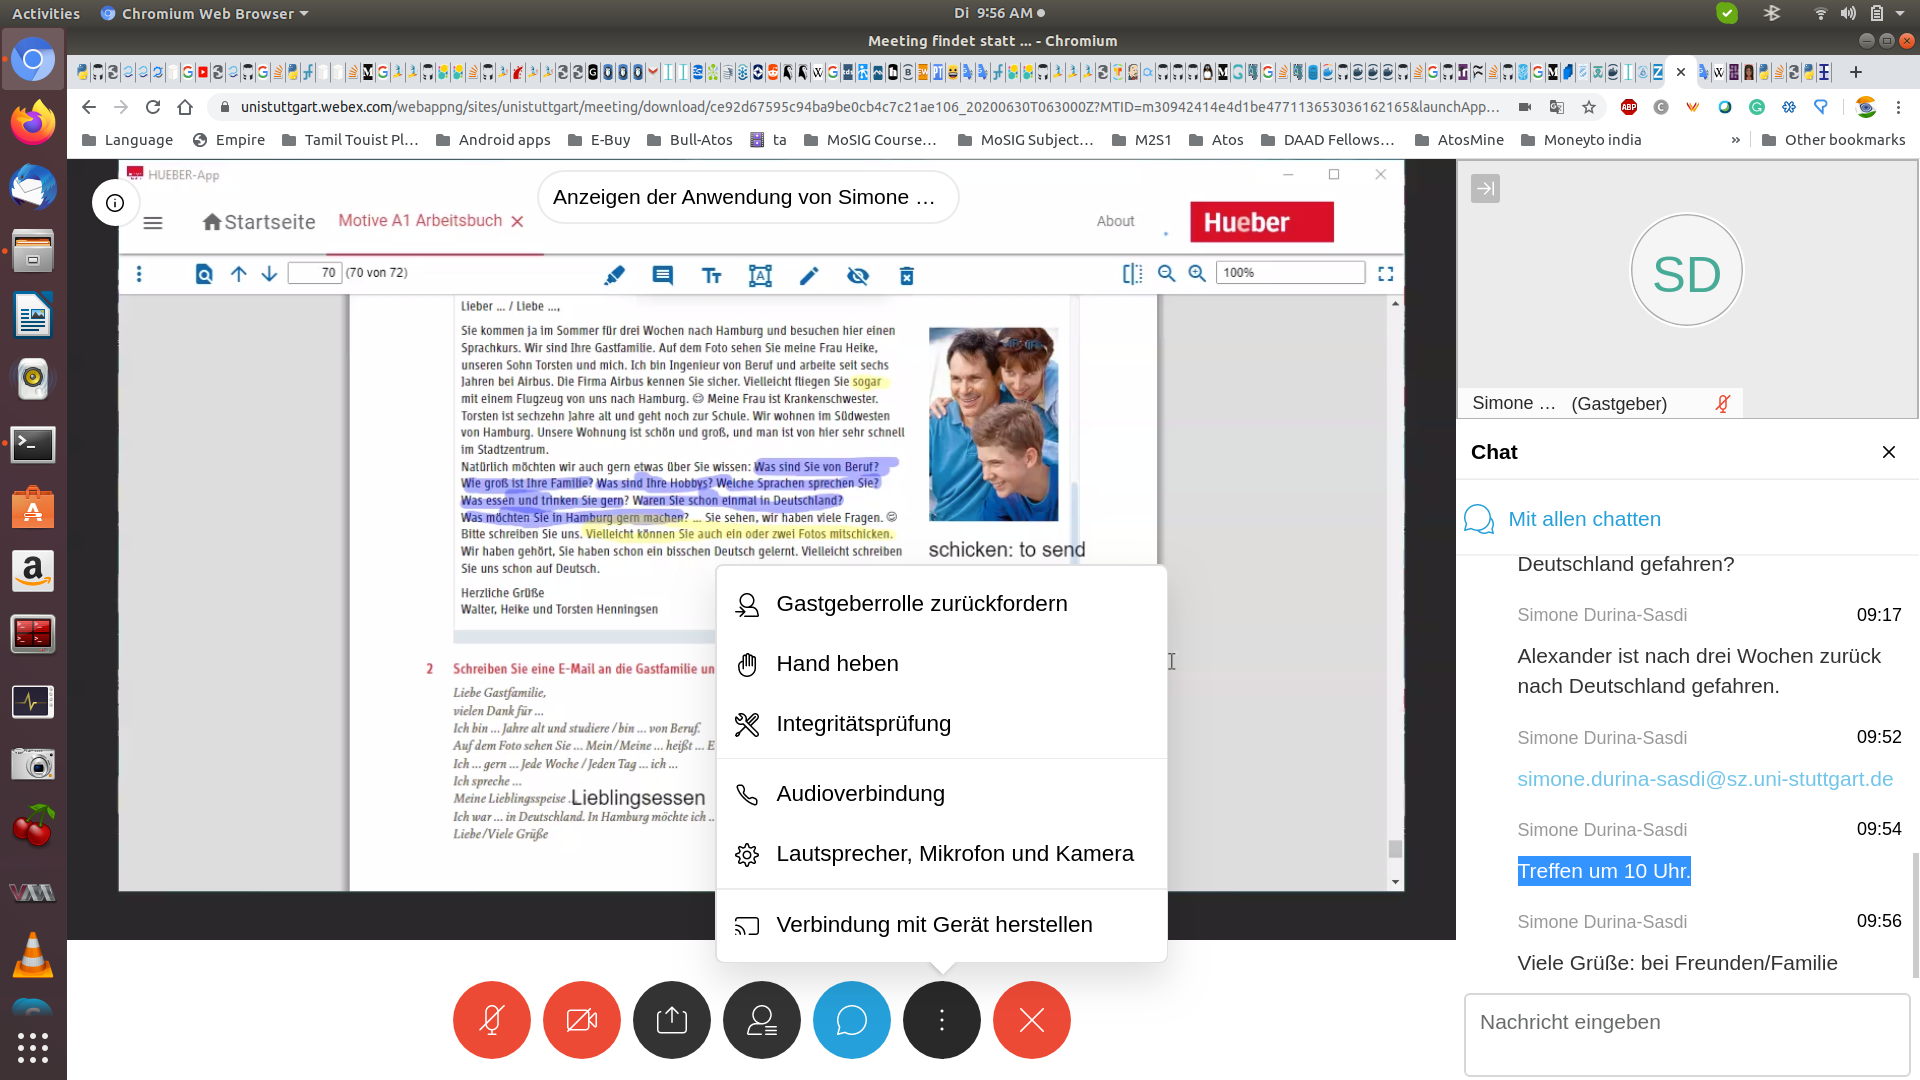 Activities
Chromium Web Browser
Di 9:56 AM
Meeting findet statt ... - Chromium
unistuttgart.webex.com/webappng/sites/unistuttgart/meeting/download/ce92d67595c94ba9be0cb4c7c21ae106_20200630T063000Z?MTID=m30942414e4d1be477113653036162165&launchApp...
Language
Empire
Tamil Touist Pl...
Android apps
E-Buy
Bull-Atos
ta
MoSIG Course...
MoSIG Subject...
M2S1
Atos
DAAD Fellows...
AtosMine
Moneyto india
»
Other bookmarks
HUEBER-App
Anzeigen der Anwendung von Simone ...
Startseite
Motive A1 Arbeitsbuch
About
Hueber
70 (70 von 72)
100%
Lieber ... / Liebe ...,
Sie kommen ja im Sommer für drei Wochen nach Hamburg und besuchen hier einen
Sprachkurs. Wir sind Ihre Gastfamilie. Auf dem Foto sehen Sie meine Frau Heike,
unseren Sohn Torsten und mich. Ich bin Ingenieur von Beruf und arbeite seit sechs
Jahren bei Airbus. Die Firma Airbus kennen Sie sicher. Vielleicht fliegen Sie sogar
mit einem Flugzeug von uns nach Hamburg. ☺ Meine Frau ist Krankenschwester.
Torsten ist sechzehn Jahre alt und geht noch zur Schule. Wir wohnen im Südwesten
von Hamburg. Unsere Wohnung ist schön und groß, und man ist von hier sehr schnell
im Stadtzentrum.
Natürlich möchten wir auch gern etwas über Sie wissen: Was sind Sie von Beruf?
Wie groß ist Ihre Familie? Was sind Ihre Hobbys? Welche Sprachen sprechen Sie?
Was essen und trinken Sie gern? Waren Sie schon einmal in Deutschland?
Was möchten Sie in Hamburg gern machen? ... Sie sehen, wir haben viele Fragen. ☺
Bitte schreiben Sie uns. Vielleicht können Sie auch ein oder zwei Fotos mitschicken.
Wir haben gehört, Sie haben schon ein bisschen Deutsch gelernt. Vielleicht schreiben
Sie uns schon auf Deutsch.
Herzliche Grüße
Walter, Heike und Torsten Henningsen
schicken: to send
2 Schreiben Sie eine E-Mail an die Gastfamilie un
Liebe Gastfamilie,
vielen Dank für ...
Ich bin ... Jahre alt und studiere / bin ... von Beruf.
Auf dem Foto sehen Sie ... Mein / Meine ... heißt ... E
Ich ... gern ... Jede Woche / Jeden Tag ... ich ...
Ich spreche ...
Meine Lieblingsspeise ... Lieblingsessen
Ich war ... in Deutschland. In Hamburg möchte ich ...
Liebe/Viele Grüße
Gastgeberrolle zurückfordern
Hand heben
Integritätsprüfung
Audioverbindung
Lautsprecher, Mikrofon und Kamera
Verbindung mit Gerät herstellen
SD
Simone ... (Gastgeber)
Chat
Mit allen chatten
Deutschland gefahren?
Simone Durina-Sasdi 09:17
Alexander ist nach drei Wochen zurück
nach Deutschland gefahren.
Simone Durina-Sasdi 09:52
simone.durina-sasdi@sz.uni-stuttgart.de
Simone Durina-Sasdi 09:54
Treffen um 10 Uhr.
Simone Durina-Sasdi 09:56
Viele Grüße: bei Freunden/Familie
Nachricht eingeben